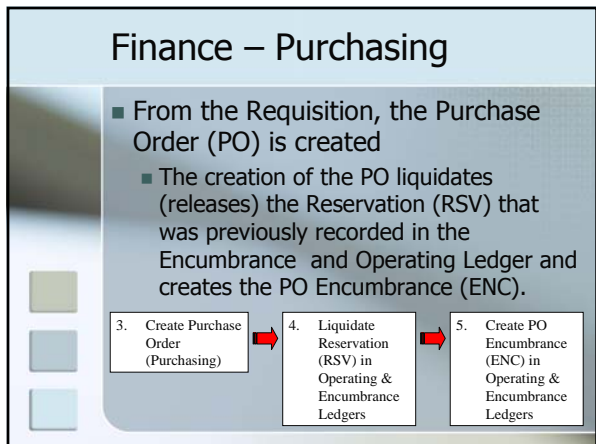 Finance – Purchasing
■ From the Requisition, the Purchase
Order (PO) is created
■ The creation of the PO liquidates
(releases) the Reservation (RSV) that
was previously recorded in the
Encumbrance and Operating Ledger and
creates the PO Encumbrance (ENC).
3. Create Purchase
Order
(Purchasing)
4. Liquidate
Reservation
(RSV) in
Operating &
Encumbrance
Ledgers
5. Create PO
Encumbrance
(ENC) in
Operating &
Encumbrance
Ledgers